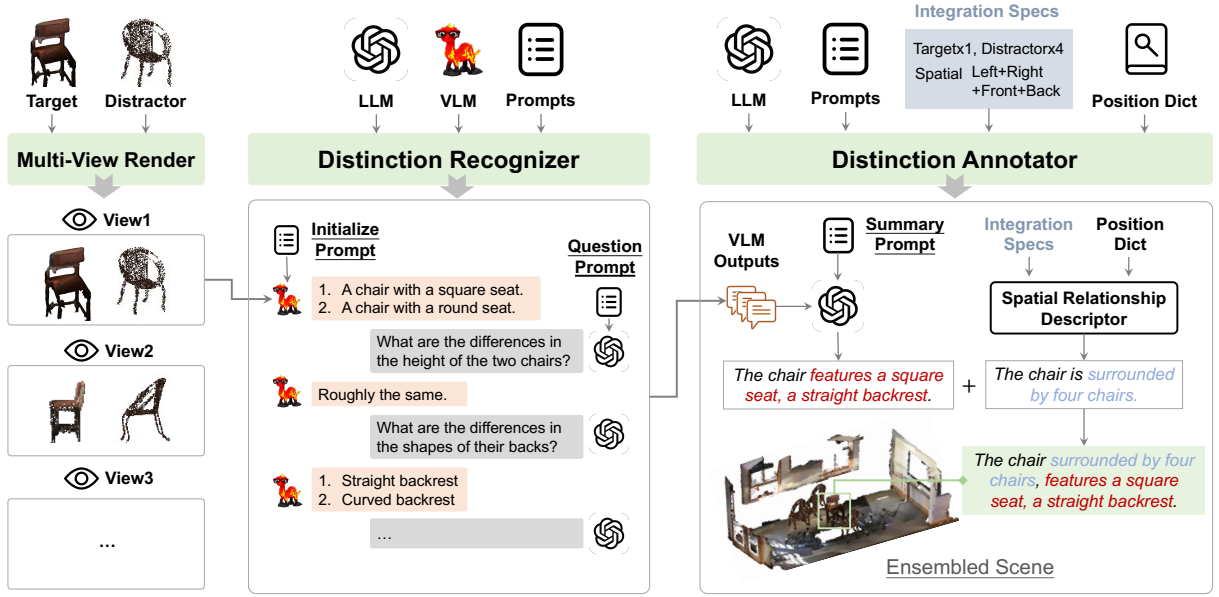 Target
Distractor
Multi-View Render
View1
View2
View3
...
LLM
VLM
Prompts
Distinction Recognizer
Initialize
Prompt
Question
Prompt
1. A chair with a square seat.
2. A chair with a round seat.
What are the differences in
the height of the two chairs?
Roughly the same.
What are the differences in
the shapes of their backs?
1. Straight backrest
2. Curved backrest
...
LLM
Prompts
Integration Specs
Targetx1, Distractorx4
Spatial Left+Right
+Front+Back
Position Dict
Distinction Annotator
VLM
Outputs
Summary
Prompt
Integration
Specs
Position
Dict
Spatial Relationship
Descriptor
The chair features a square
seat, a straight backrest.
+
The chair is surrounded
by four chairs.
The chair surrounded by four
chairs, features a square
seat, a straight backrest.
Ensembled Scene